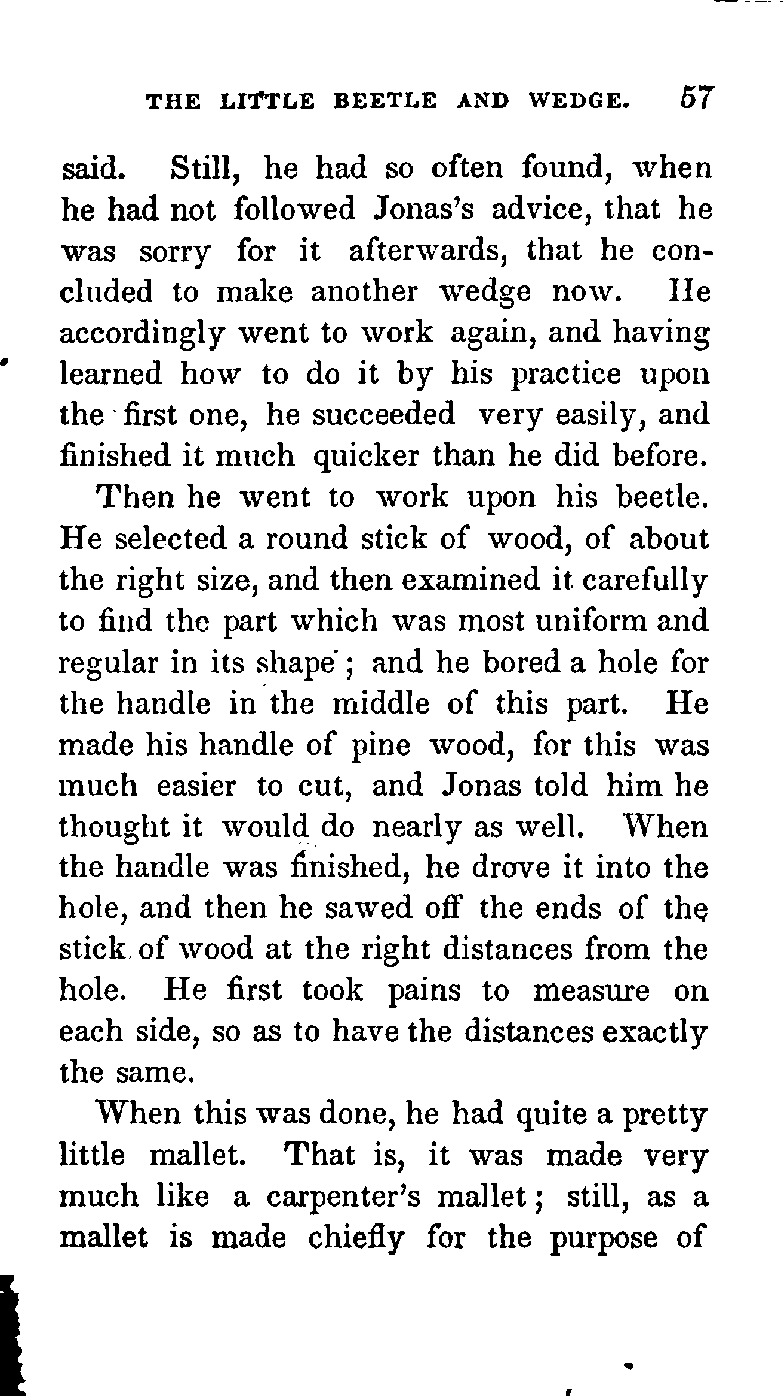 THE LITTLE BEETLE AND WEDGE. 57
said. Still, he had so often found, when
he had not followed Jonas's advice, that he
was sorry for it afterwards, that he con-
cluded to make another wedge now. He
accordingly went to work again, and having
learned how to do it by his practice upon
the first one, he succeeded very easily, and
finished it much quicker than he did before.
Then he went to work upon his beetle.
He selected a round stick of wood, of about
the right size, and then examined it carefully
to find the part which was most uniform and
regular in its shape; and he bored a hole for
the handle in the middle of this part. He
made his handle of pine wood, for this was
much easier to cut, and Jonas told him he
thought it would do nearly as well. When
the handle was finished, he drove it into the
hole, and then he sawed off the ends of the
stick of wood at the right distances from the
hole. He first took pains to measure on
each side, so as to have the distances exactly
the same.
When this was done, he had quite a pretty
little mallet. That is, it was made very
much like a carpenter's mallet; still, as a
mallet is made chiefly for the purpose of